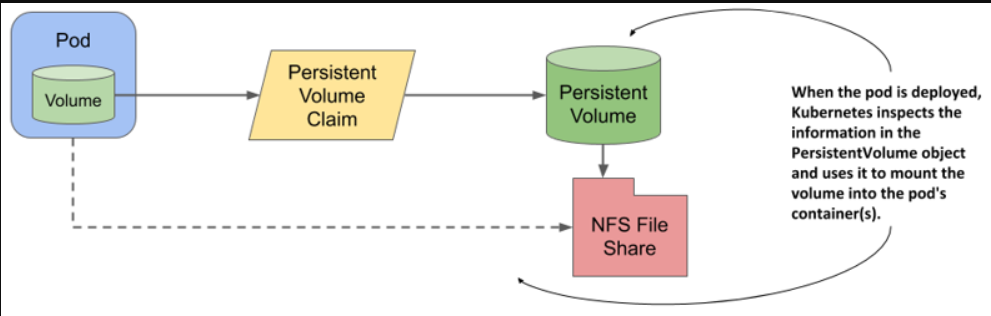 Pod
Volume
Persistent
Volume
Claim
Persistent
Volume
NFS File
Share
When the pod is deployed,
Kubernetes inspects the
information in the
PersistentVolume object
and uses it to mount the
volume into the pod's
container(s).